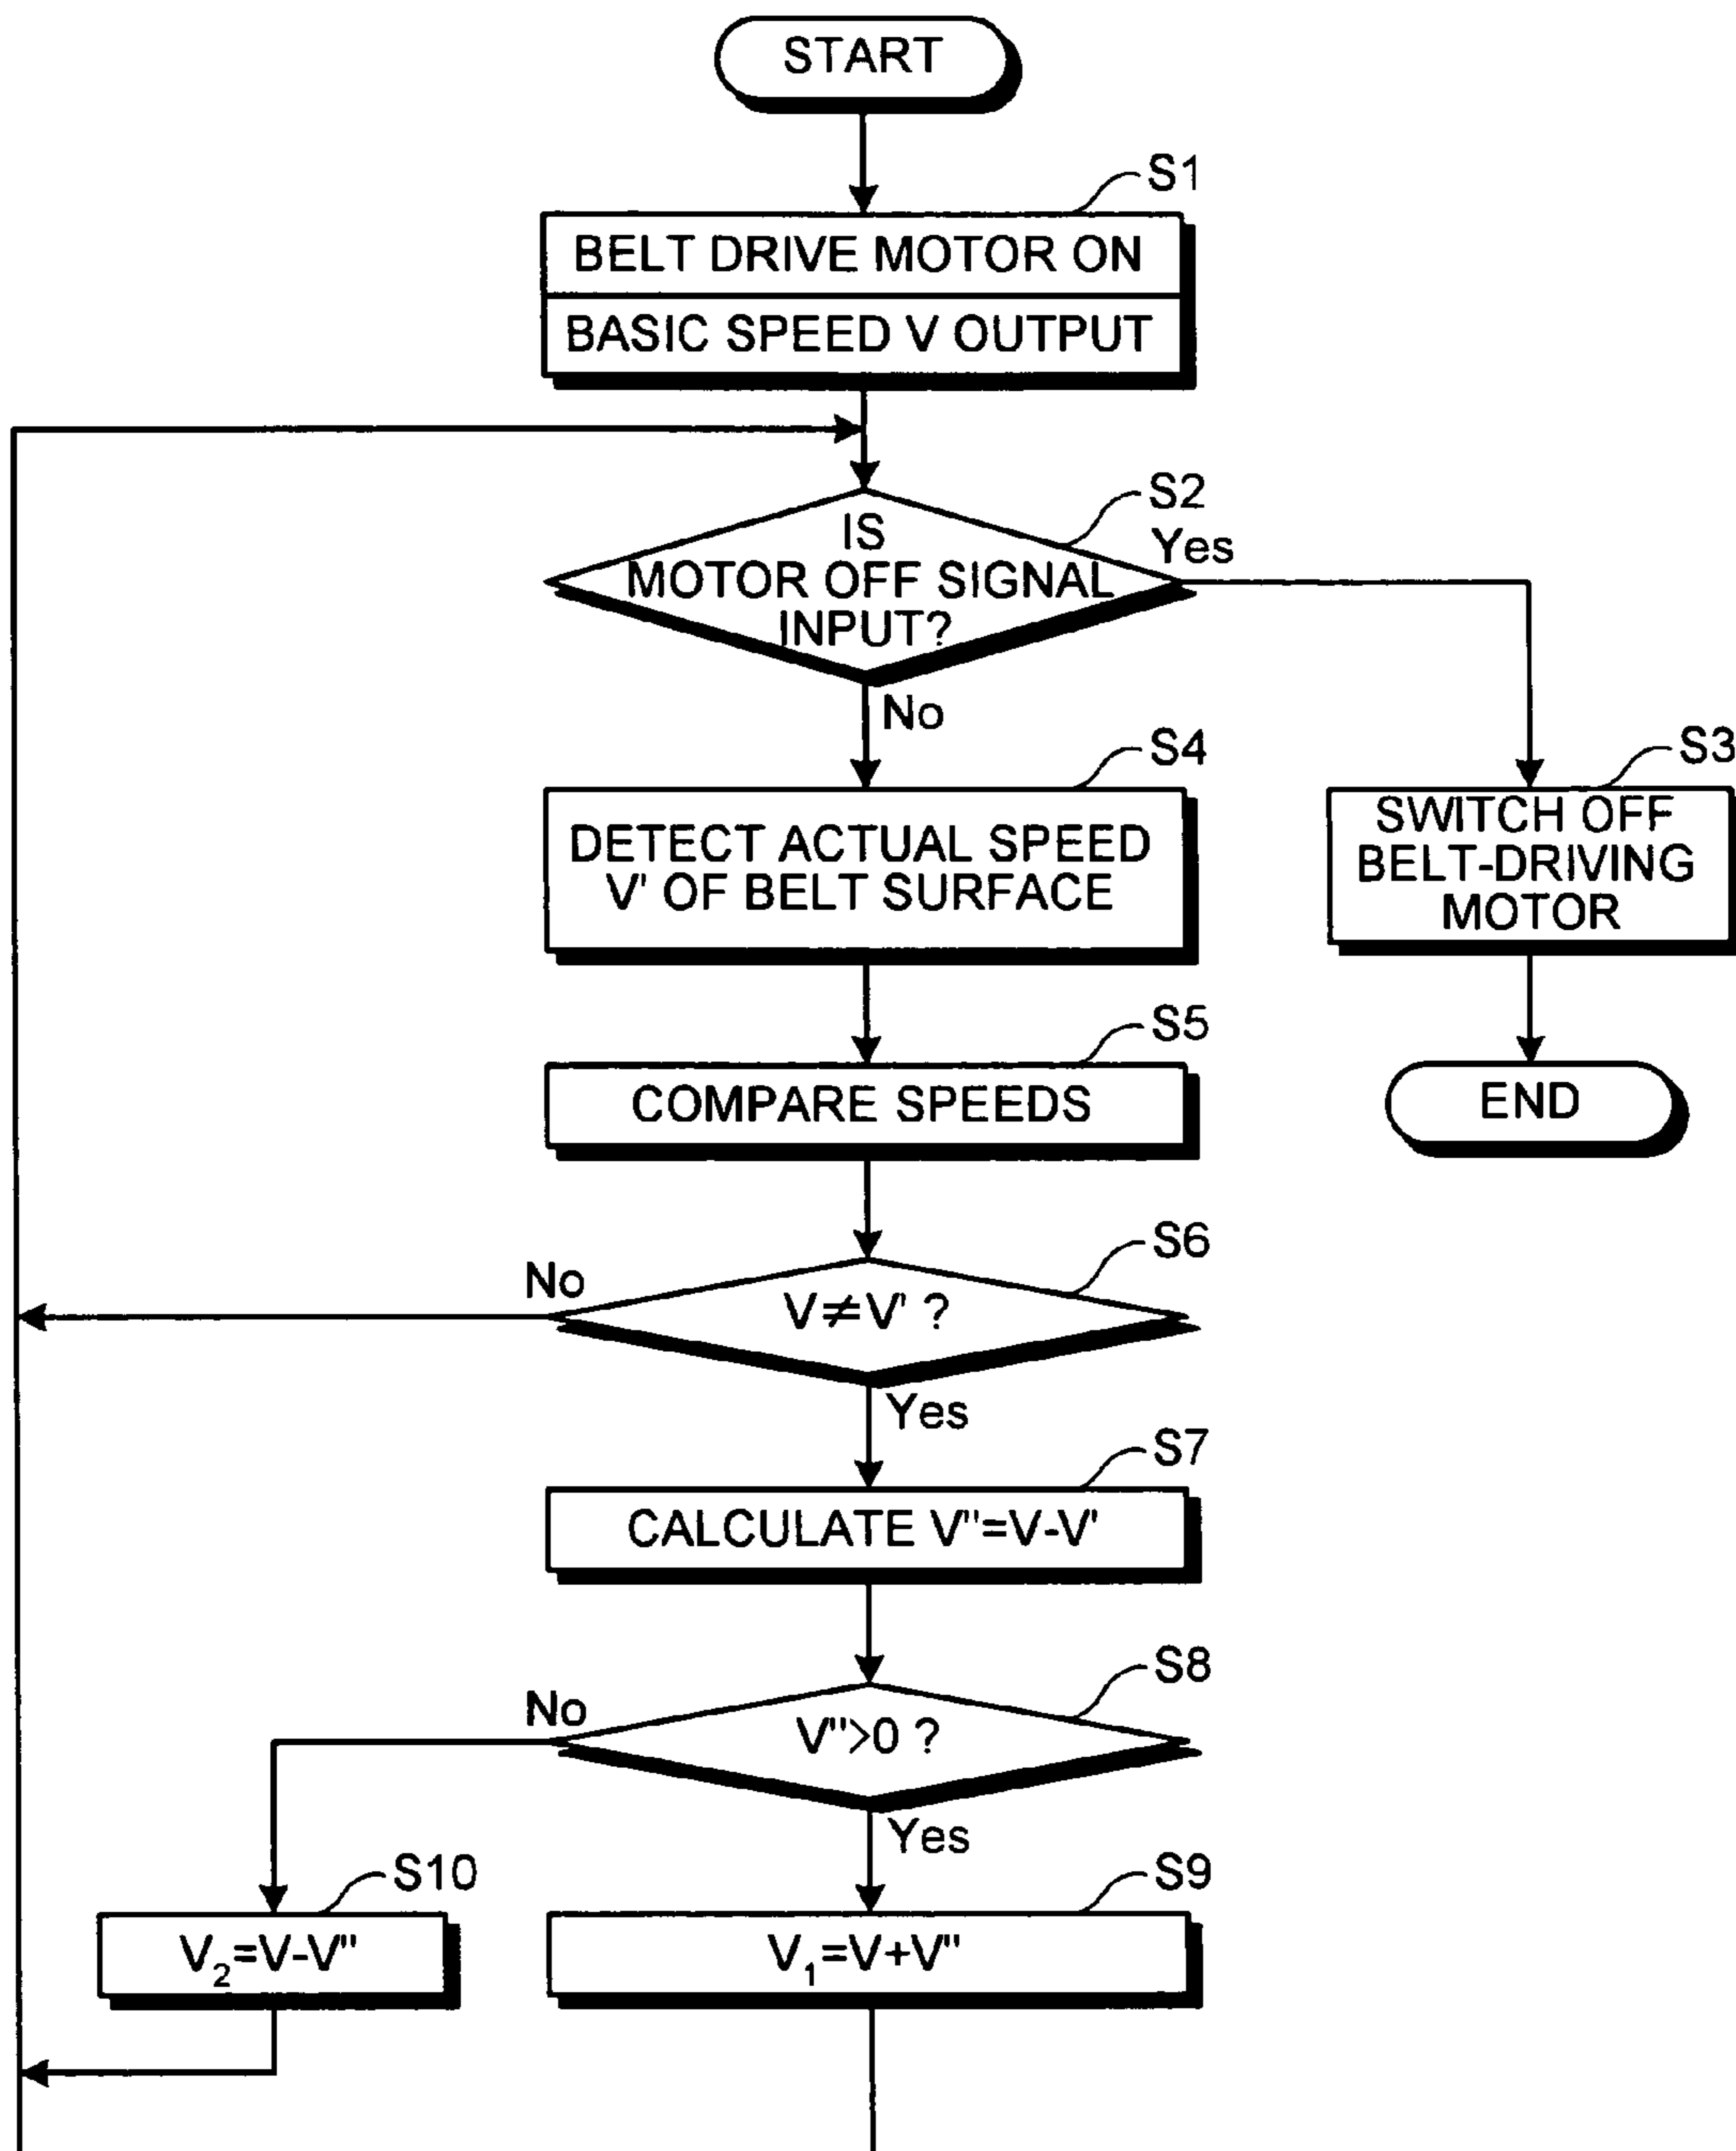 START
S1
BELT DRIVE MOTOR ON
BASIC SPEED V OUTPUT
S2
IS
MOTOR OFF SIGNAL
INPUT?
Yes
No
S3
SWITCH OFF
BELT-DRIVING
MOTOR
END
S4
DETECT ACTUAL SPEED
V' OF BELT SURFACE
S5
COMPARE SPEEDS
S6
No
V≠V' ?
Yes
S7
CALCULATE V''=V-V'
S8
No
V''>0 ?
Yes
S10
V₂=V-V''
S9
V₁=V+V''